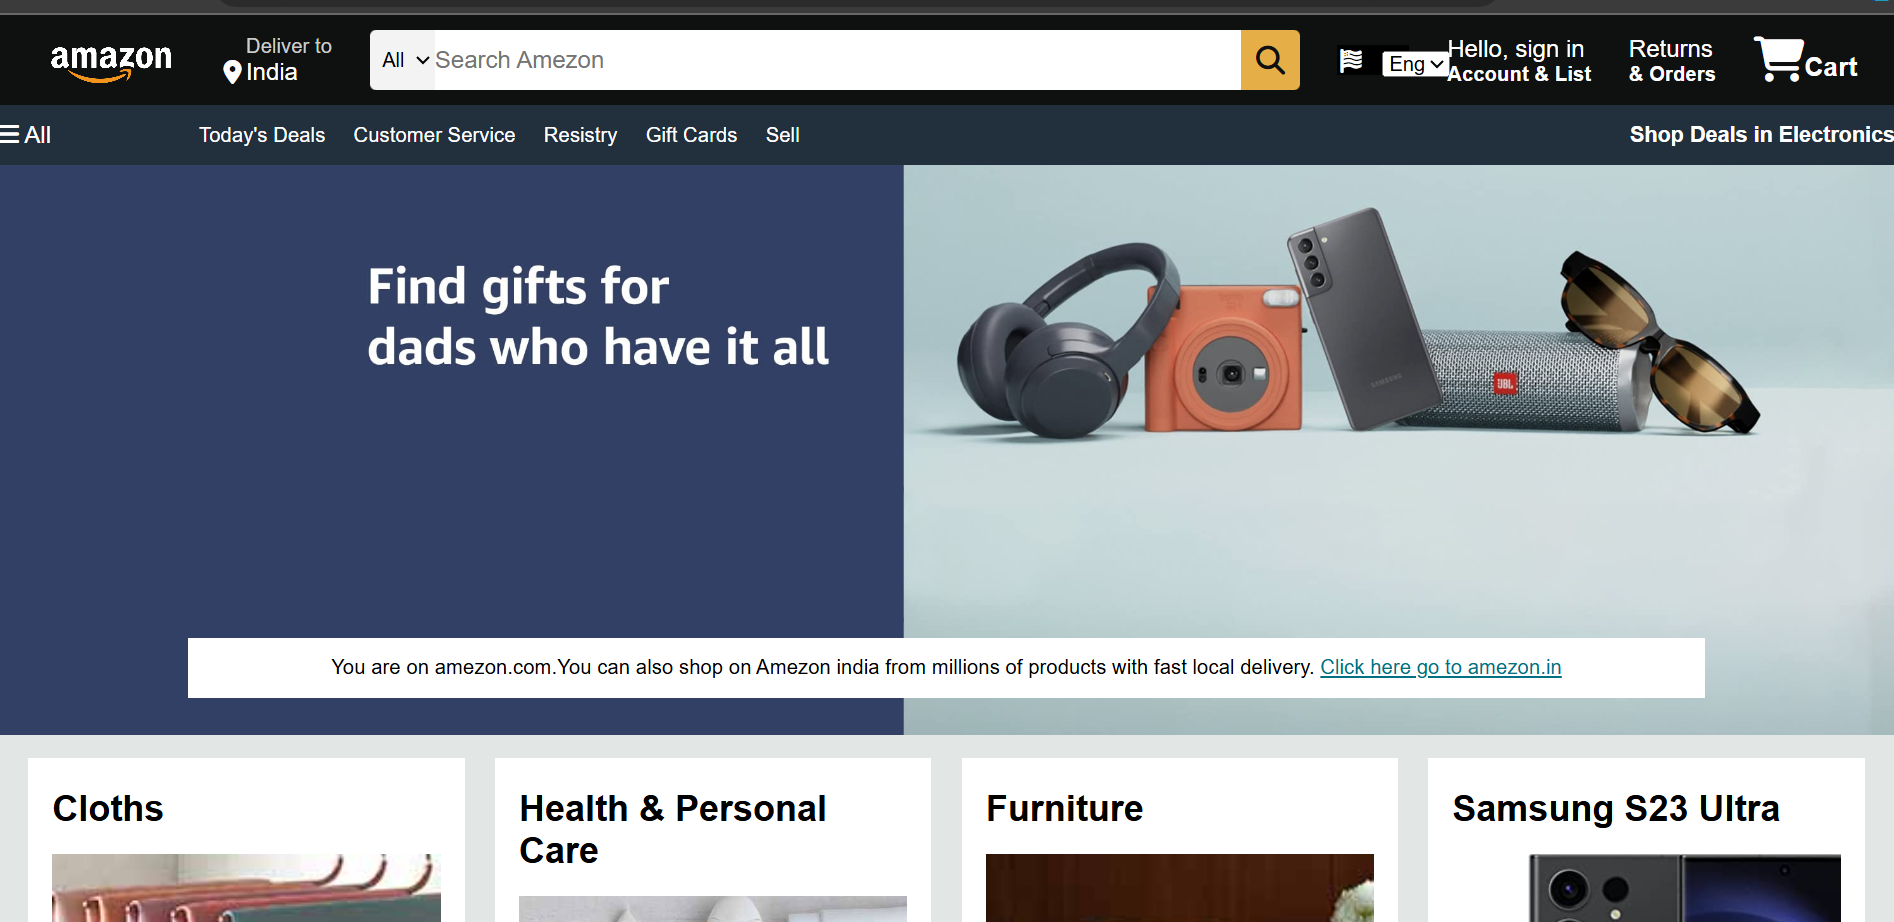 amazon
Deliver to
India
All
Search Amezon
Eng
Hello, sign in
Account & List
Returns
& Orders
Cart
All
Today's Deals
Customer Service
Resistry
Gift Cards
Sell
Shop Deals in Electronics
Find gifts for
dads who have it all
SAMSUNG
JBL
You are on amezon.com.You can also shop on Amezon india from millions of products with fast local delivery. Click here go to amezon.in
Cloths
Health & Personal
Care
Furniture
Samsung S23 Ultra